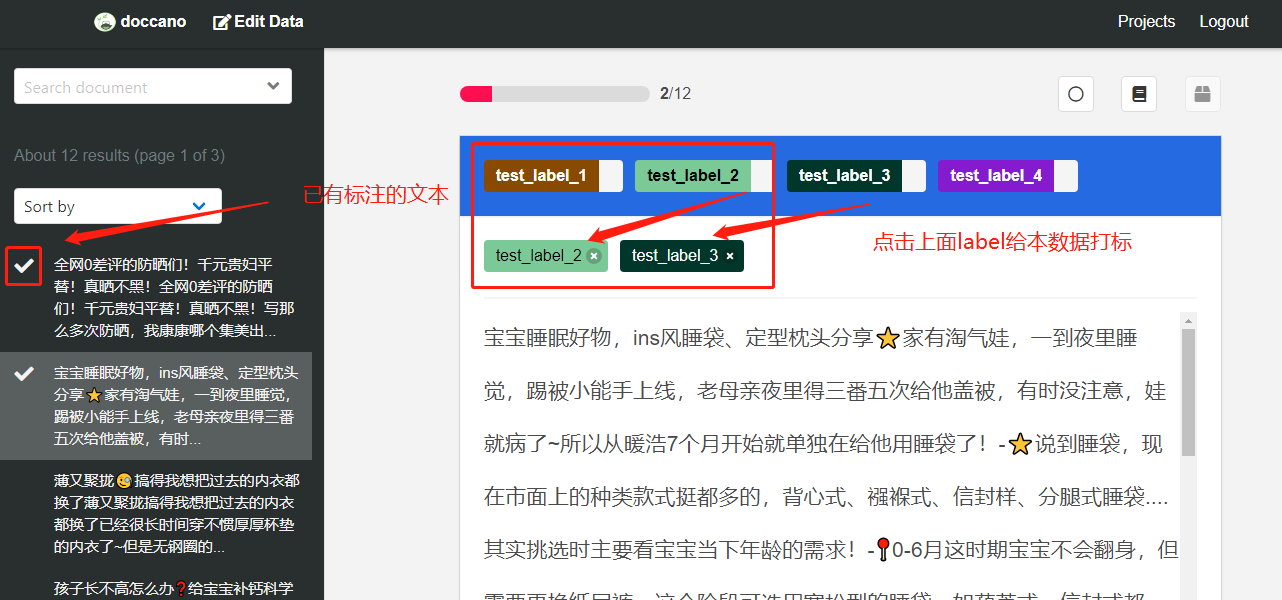 doccano Edit Data Projects Logout
Search document
About 12 results (page 1 of 3)
Sort by
已有标注的文本
全网0差评的防晒们！千元贵妇平
替！真晒不黑！全网0差评的防晒
们！千元贵妇平替！真晒不黑！写那
么多次防晒，我康康哪个集美出...
宝宝睡眠好物，ins风睡袋、定型枕头
分享⭐家有淘气娃，一到夜里睡觉，
踢被小能手上线，老母亲夜里得三番
五次给他盖被，有时...
薄又聚拢🥲搞得我想把过去的内衣都
换了薄又聚拢搞得我想把过去的内衣
都换了已经很长时间穿不惯厚厚杯垫
的内衣了~但是无钢圈的...
孩子长不高怎么办❓给宝宝补钙科学
2/12
test_label_1 test_label_2 test_label_3 test_label_4
test_label_2 × test_label_3 ×
点击上面label给本数据打标
宝宝睡眠好物，ins风睡袋、定型枕头分享⭐家有淘气娃，一到夜里睡
觉，踢被小能手上线，老母亲夜里得三番五次给他盖被，有时没注意，娃
就病了~所以从暖浩7个月开始就单独在给他用睡袋了！-⭐说到睡袋，现
在市面上的种类款式挺都多的，背心式、襁褓式、信封样、分腿式睡袋....
其实挑选时主要看宝宝当下年龄的需求！-📍0-6月这时期宝宝不会翻身，但